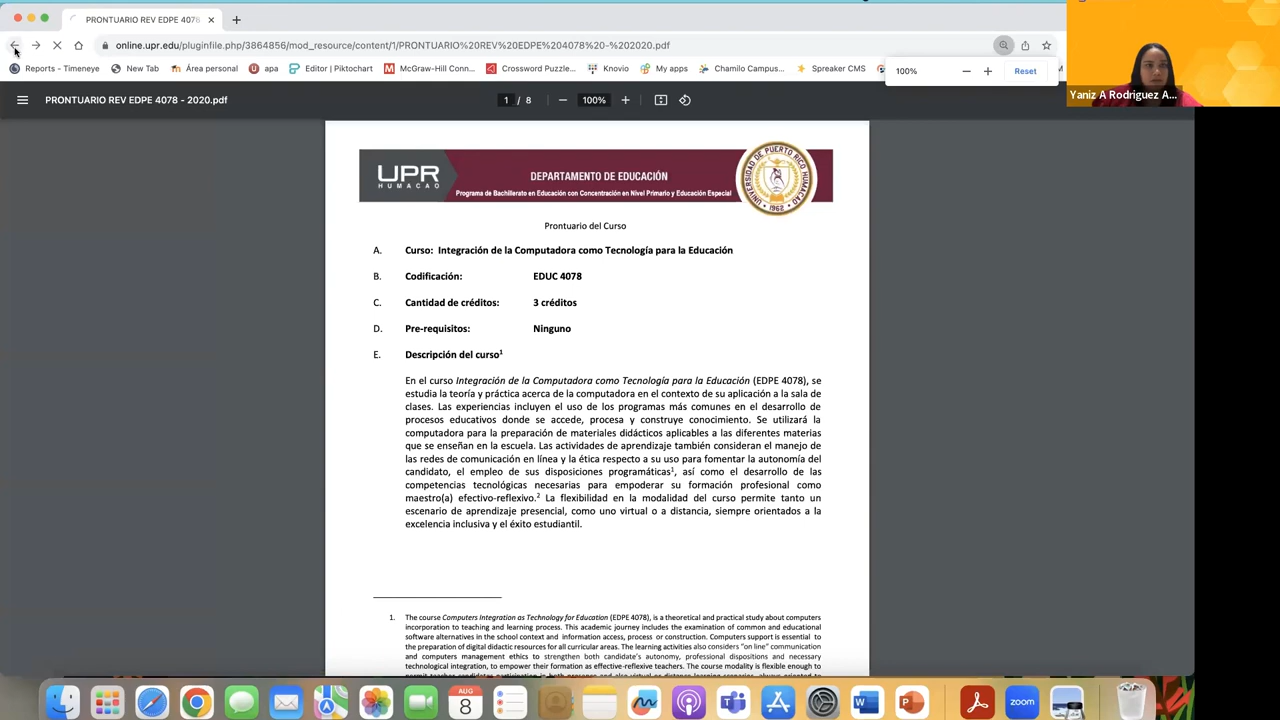 PRONTUARIO REV EDPE 4078
online.upr.edu/pluginfile.php/3864856/mod_resource/content/1/PRONTUARIO%20REV%20EDPE%204078%20-%202020.pdf
Reports - Timeneye
New Tab
Área personal
apa
Editor | Piktochart
McGraw-Hill Conn...
Crossword Puzzle...
Knovio
My apps
Chamilo Campus...
Spreaker CMS
100%
Reset
Yaniz A Rodriguez A...
PRONTUARIO REV EDPE 4078 - 2020.pdf
1 / 8
100%
UPR
HUMACAO
DEPARTAMENTO DE EDUCACIÓN
Programa de Bachillerato en Educación con Concentración en Nivel Primario y Educación Especial
UNIVERSIDAD DE PUERTO RICO HUMACAO
1962
Prontuario del Curso
A. Curso: Integración de la Computadora como Tecnología para la Educación
B. Codificación: EDUC 4078
C. Cantidad de créditos: 3 créditos
D. Pre-requisitos: Ninguno
E. Descripción del curso1
En el curso Integración de la Computadora como Tecnología para la Educación (EDPE 4078), se
estudia la teoría y práctica acerca de la computadora en el contexto de su aplicación a la sala de
clases. Las experiencias incluyen el uso de los programas más comunes en el desarrollo de
procesos educativos donde se accede, procesa y construye conocimiento. Se utilizará la
computadora para la preparación de materiales didácticos aplicables a las diferentes materias
que se enseñan en la escuela. Las actividades de aprendizaje también consideran el manejo de
las redes de comunicación en línea y la ética respecto a su uso para fomentar la autonomía del
candidato, el empleo de sus disposiciones programáticas1, así como el desarrollo de las
competencias tecnológicas necesarias para empoderar su formación profesional como
maestro(a) efectivo-reflexivo.2 La flexibilidad en la modalidad del curso permite tanto un
escenario de aprendizaje presencial, como uno virtual o a distancia, siempre orientados a la
excelencia inclusiva y el éxito estudiantil.
1. The course Computers Integration as Technology for Education (EDPE 4078), is a theoretical and practical study about computers
incorporation to teaching and learning process. This academic journey includes the examination of common and educational
software alternatives in the school context and information access, process or construction. Computers support is essential to
the preparation of digital didactic resources for all curricular areas. The learning activities also considers "on line" communication
and computers management ethics to strengthen both candidate's autonomy, professional dispositions and necessary
technological integration, to empower their formation as effective-reflexive teachers. The course modality is flexible enough to
AUG
8
zoom